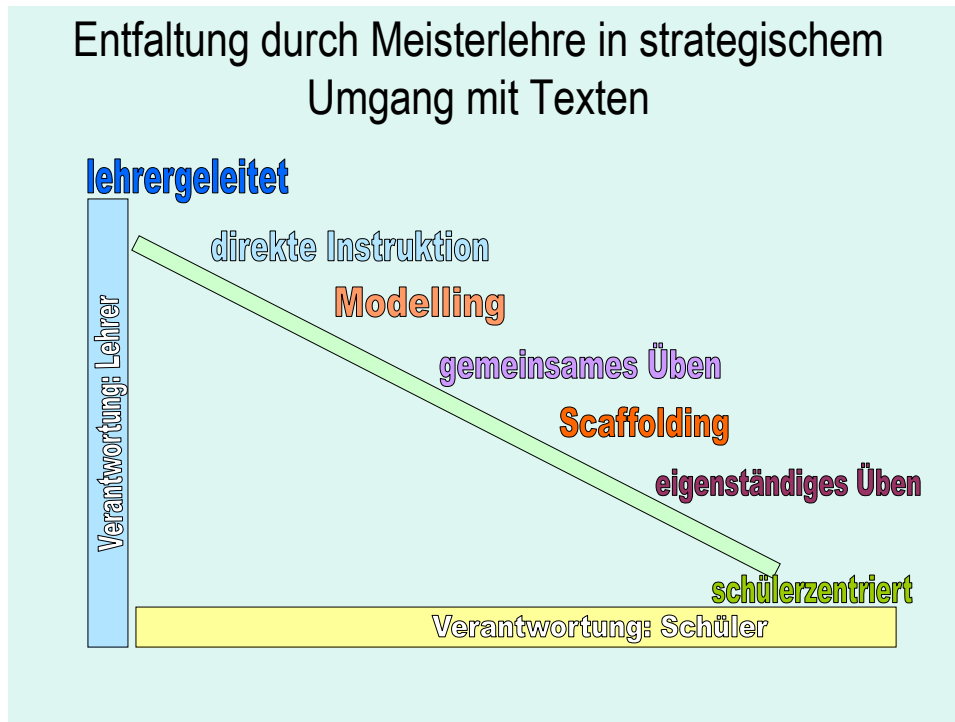 Entfaltung durch Meisterlehre in strategischem
Umgang mit Texten
lehrergeleitet
direkte Instruktion
Modelling
gemeinsames Üben
Scaffolding
eigenständiges Üben
schülerzentriert
Verantwortung: Lehrer
Verantwortung: Schüler